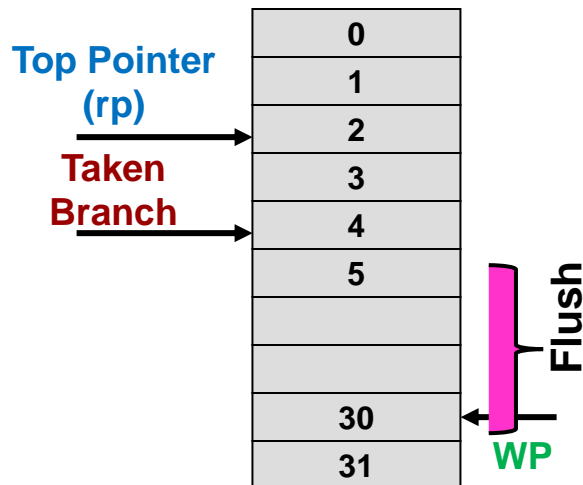 0
Top Pointer
(rp)
1
2
Taken
Branch
3
4
5
Flush
30
WP
31